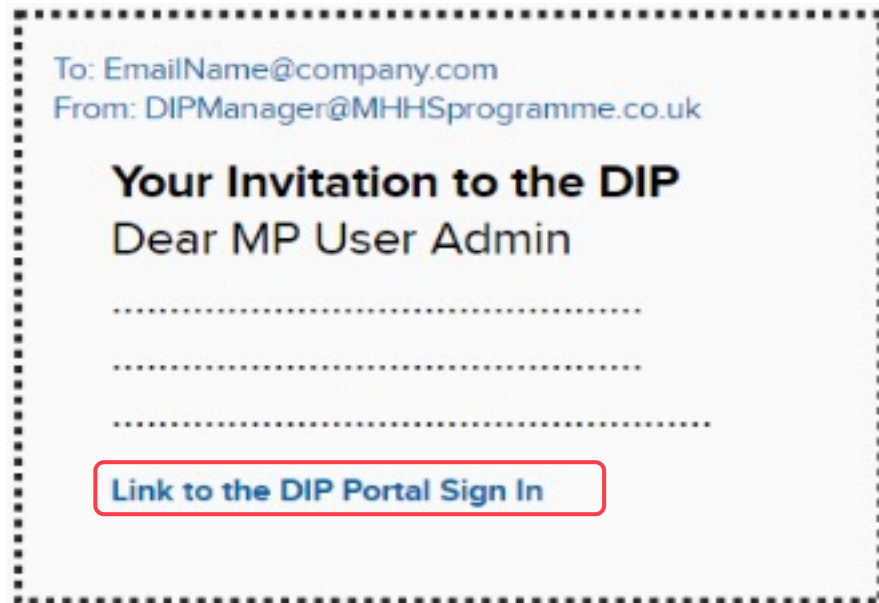 To: EmailName@company.com
From: DIPManager@MHHSprogramme.co.uk
Your Invitation to the DIP
Dear MP User Admin
..............................................
..............................................
....................................................
Link to the DIP Portal Sign In